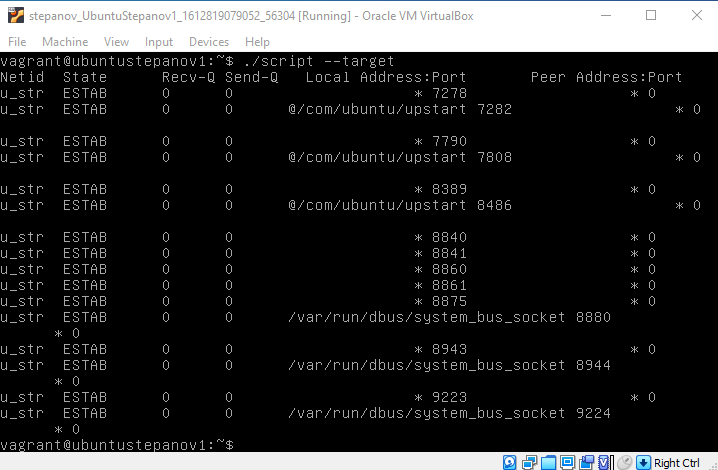 stepanov_UbuntuStepanov1_1612819079052_56304 [Running] - Oracle VM VirtualBox
File Machine View Input Devices Help
vagrant@ubuntustepanov1:~$ ./script --target
Netid State Recv-Q Send-Q Local Address:Port Peer Address:Port
u_str ESTAB 0 0 * 7278 * 0
u_str ESTAB 0 0 @/com/ubuntu/upstart 7282 * 0
u_str ESTAB 0 0 * 7790 * 0
u_str ESTAB 0 0 @/com/ubuntu/upstart 7808 * 0
u_str ESTAB 0 0 * 8389 * 0
u_str ESTAB 0 0 @/com/ubuntu/upstart 8486 * 0
u_str ESTAB 0 0 * 8840 * 0
u_str ESTAB 0 0 * 8841 * 0
u_str ESTAB 0 0 * 8860 * 0
u_str ESTAB 0 0 * 8861 * 0
u_str ESTAB 0 0 * 8875 * 0
u_str ESTAB 0 0 /var/run/dbus/system_bus_socket 8880
* 0
u_str ESTAB 0 0 * 8943 * 0
u_str ESTAB 0 0 /var/run/dbus/system_bus_socket 8944
* 0
u_str ESTAB 0 0 * 9223 * 0
u_str ESTAB 0 0 /var/run/dbus/system_bus_socket 9224
* 0
vagrant@ubuntustepanov1:~$
Right Ctrl